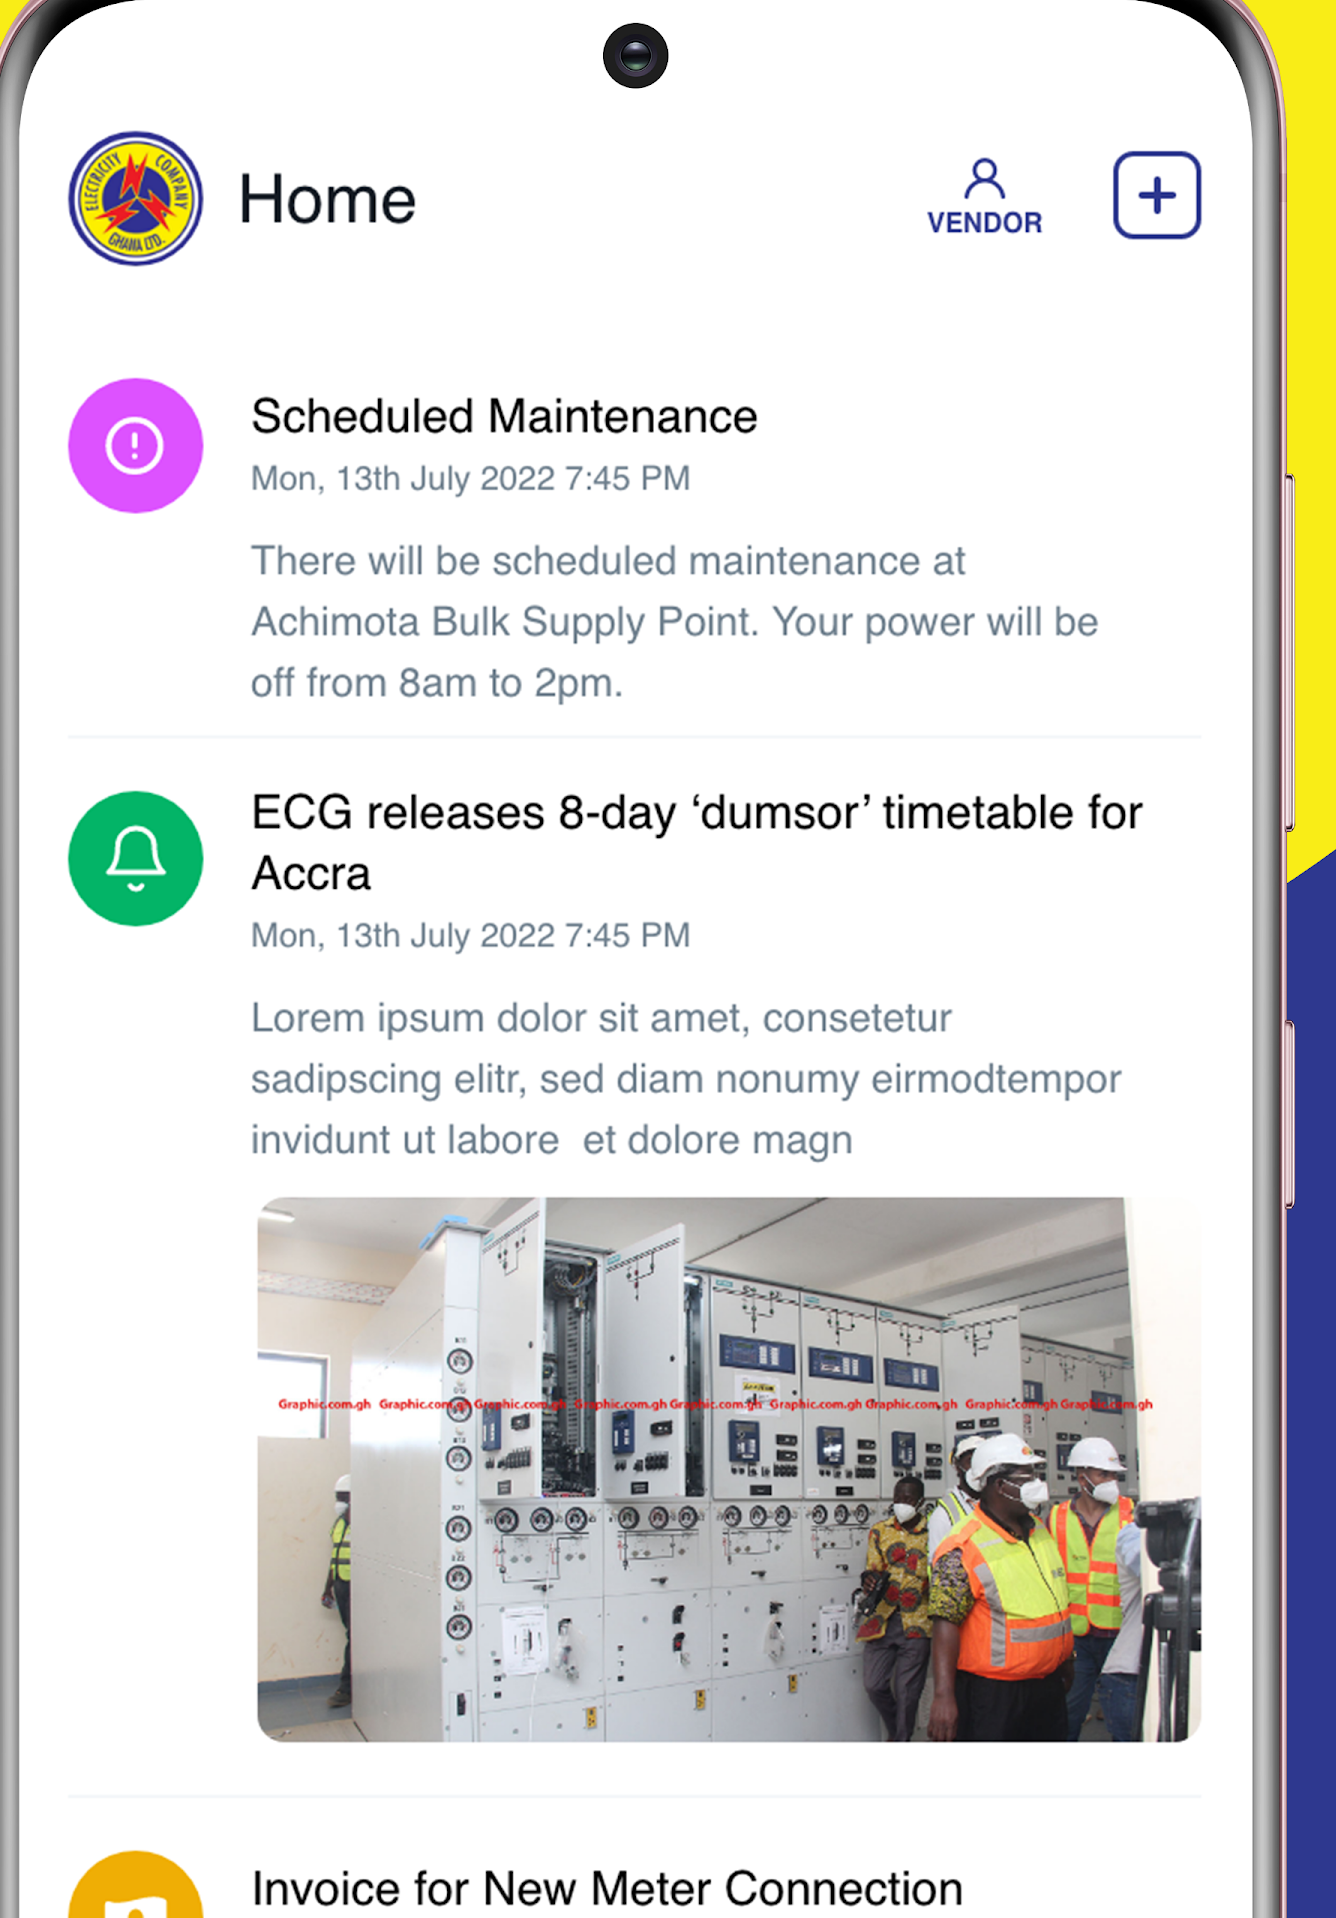 ELECTRICITY COMPANY
GHANA LTD.
Home
VENDOR
Scheduled Maintenance
Mon, 13th July 2022 7:45 PM
There will be scheduled maintenance at
Achimota Bulk Supply Point. Your power will be
off from 8am to 2pm.
ECG releases 8-day ‘dumsor’ timetable for
Accra
Mon, 13th July 2022 7:45 PM
Lorem ipsum dolor sit amet, consetetur
sadipscing elitr, sed diam nonumy eirmodtempor
invidunt ut labore  et dolore magn
Graphic.com.gh Graphic.com.gh Graphic.com.gh Graphic.com.gh Graphic.com.gh Graphic.com.gh Graphic.com.gh Graphic.com.gh Graphic.com.gh
Invoice for New Meter Connection